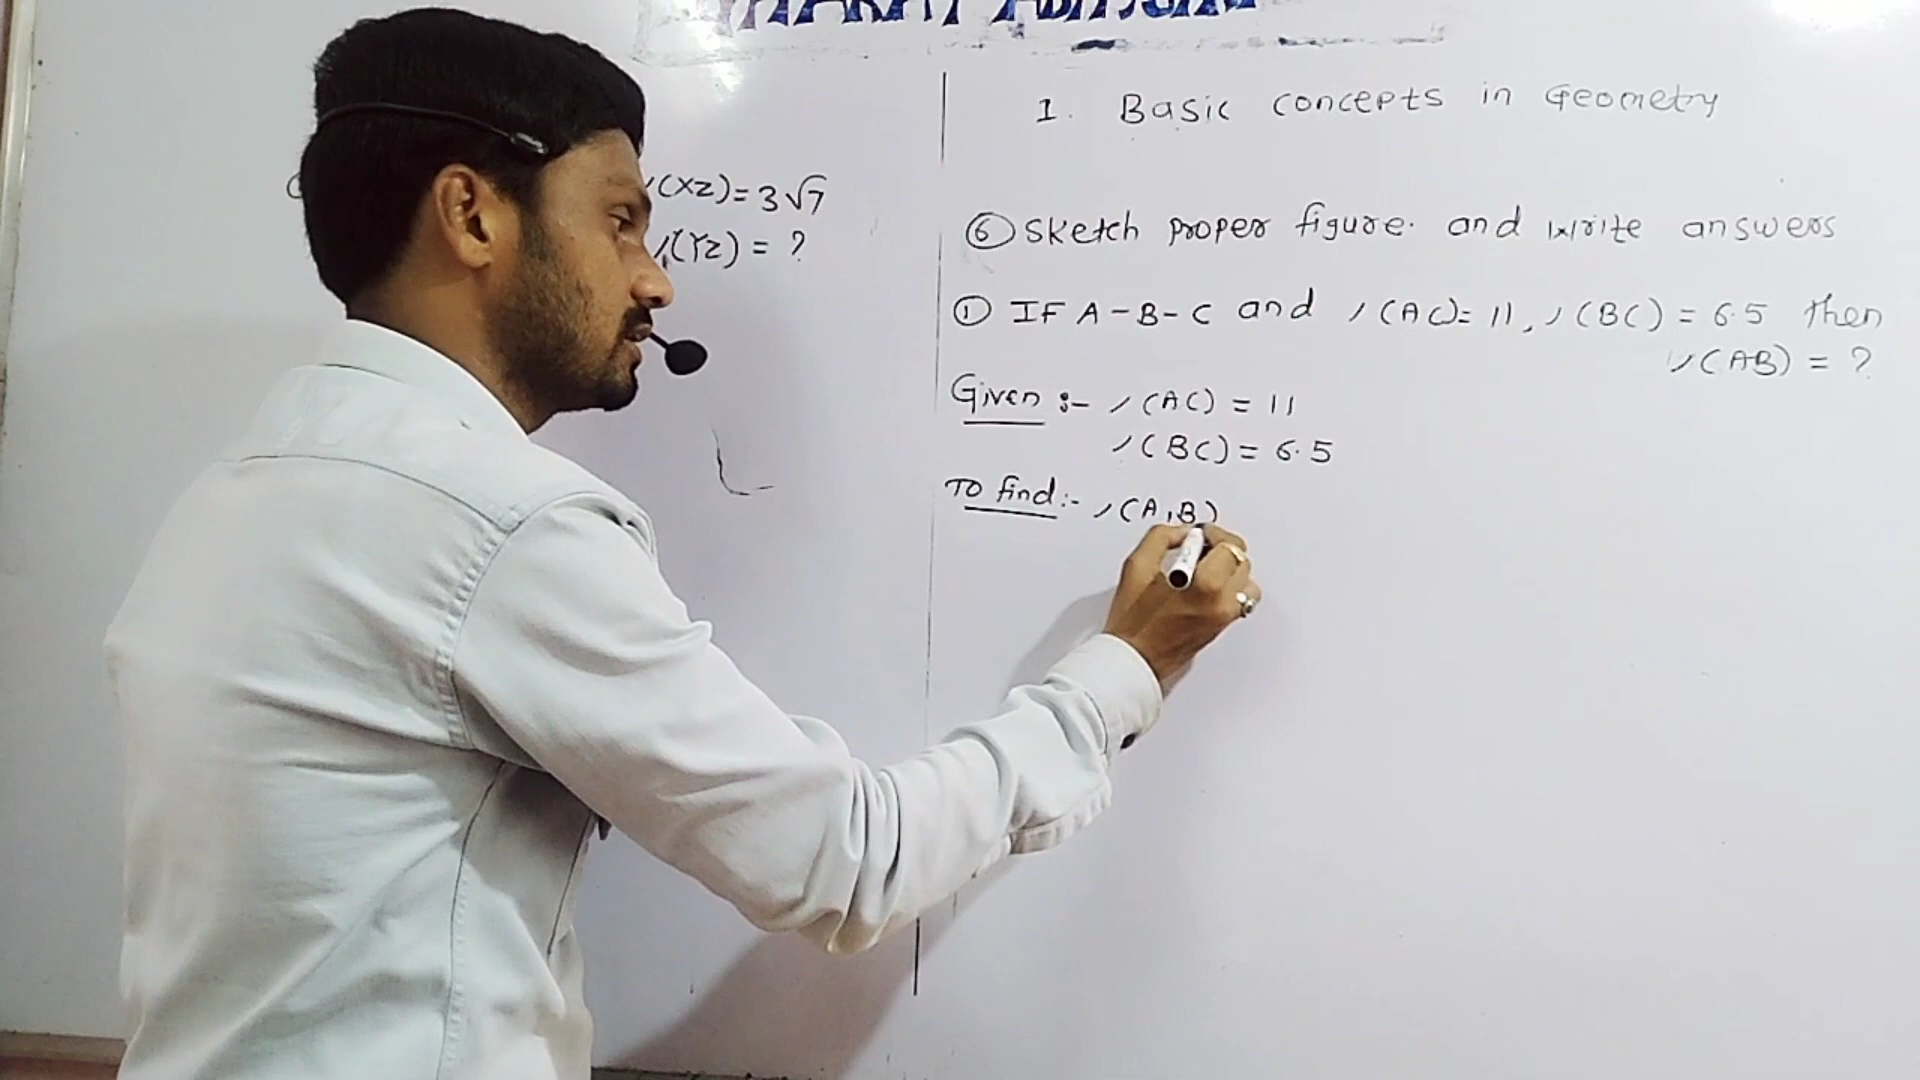 (XZ) = 3√7
l(YZ) = ?
1. Basic concepts in Geometry
⑥ Sketch proper figure. and write answers
① IF A-B-C and l(AC)= 11, l(BC) = 6.5 then
l(AB) = ?
Given :- l(AC) = 11
l(BC) = 6.5
To find :- l(A,B)